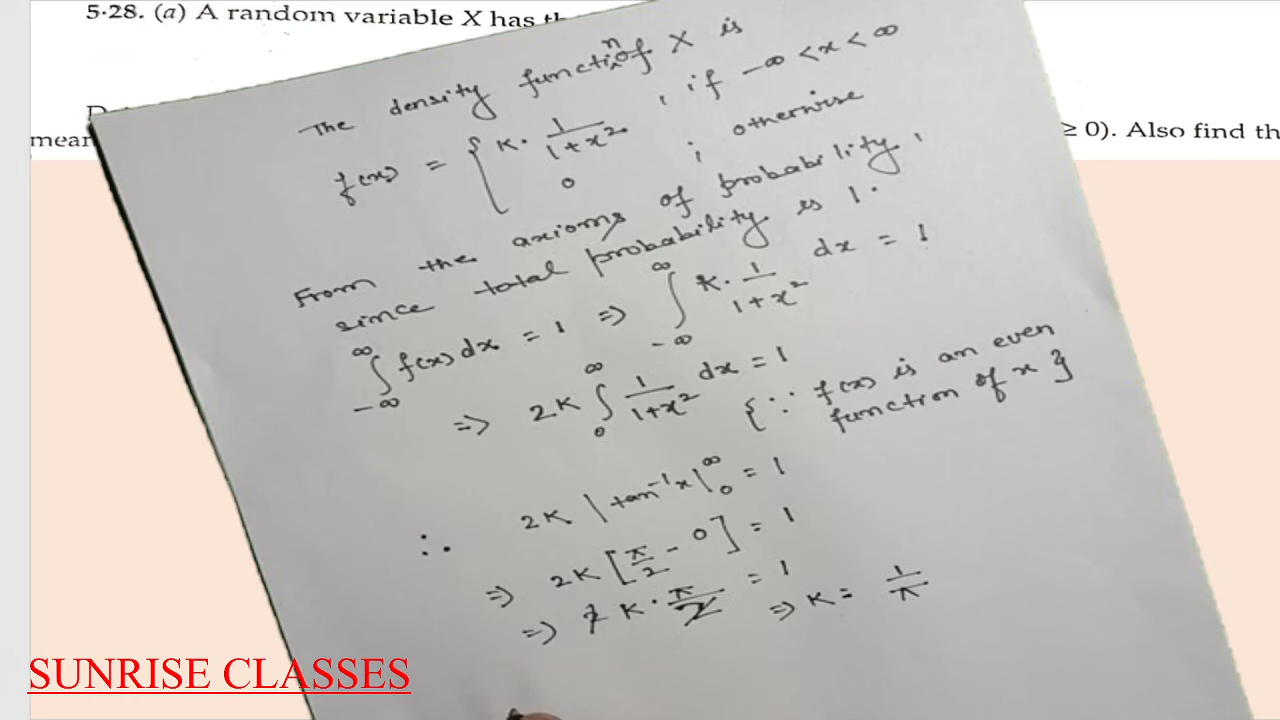 5·28. (a) A random variable X has th
The density function of X is
f(x) = { K · 1/(1+x²) , if -∞ < x < ∞
0 ; otherwise
mean
≥ 0). Also find th
From the axioms of probability,
since total probability is 1.
∫_{-∞}^{∞} f(x) dx = 1 => ∫_{-∞}^{∞} K · 1/(1+x²) dx = 1
=> 2K ∫_0^∞ 1/(1+x²) dx = 1
{∵ f(x) is an even
function of x }
∴ 2K |tan⁻¹x|_0^∞ = 1
=> 2K [π/2 - 0] = 1
=> 2 K · π/2 = 1 => K = 1/π
SUNRISE CLASSES